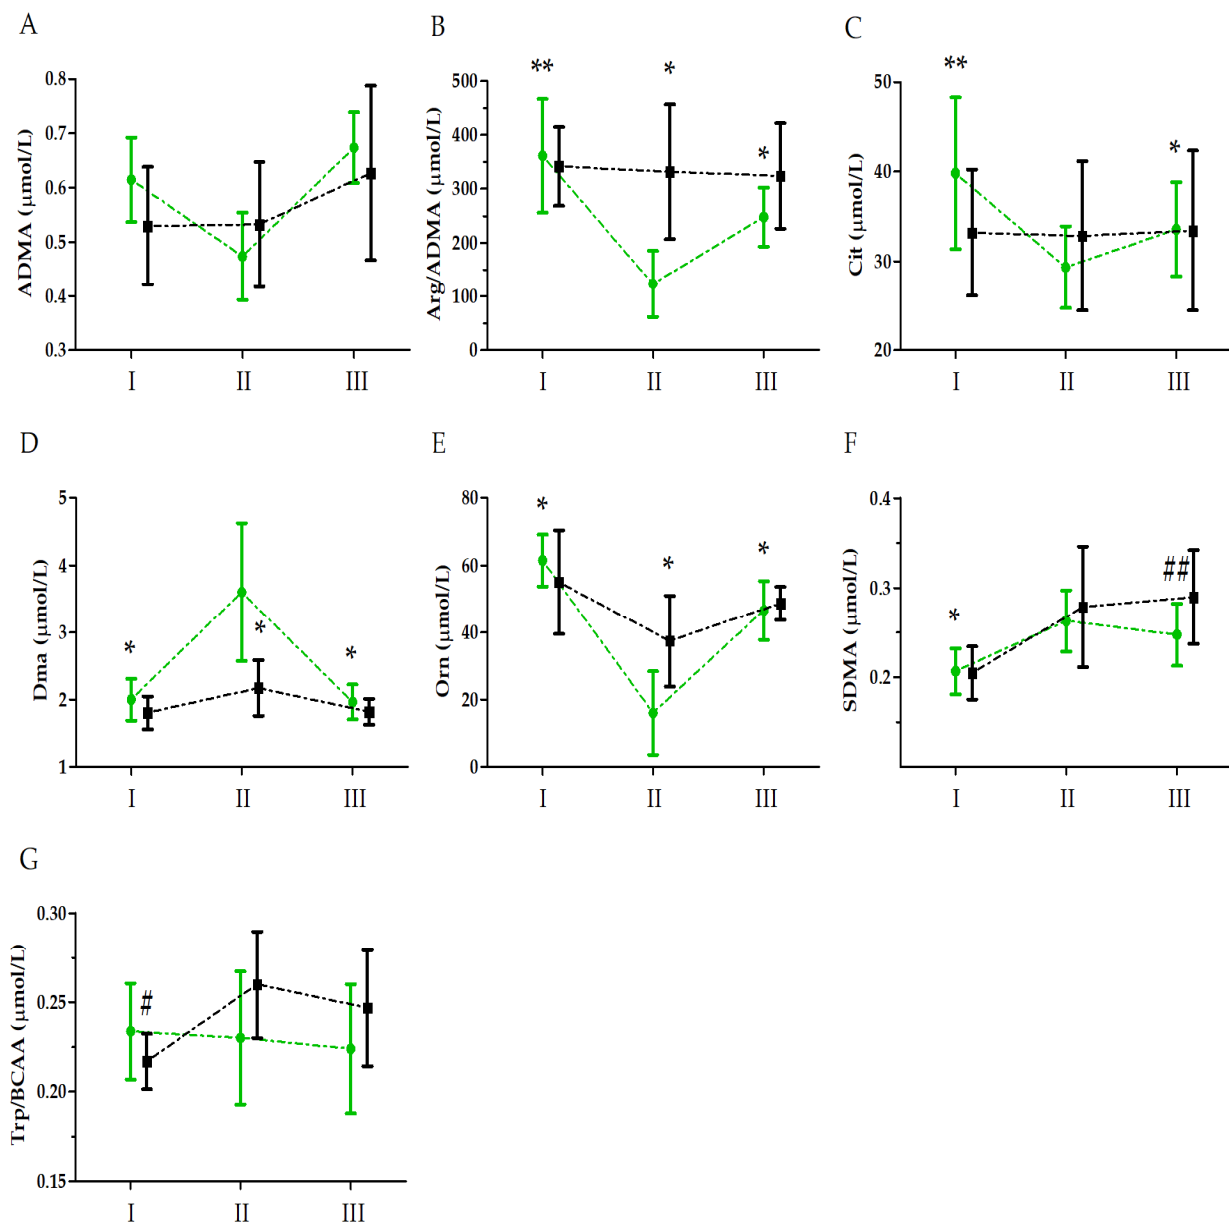 A
B
C
ADMA (µmol/L)
0.8
0.7
0.6
0.5
0.4
0.3
I
II
III
Arg/ADMA (µmol/L)
500
400
300
200
100
0
**
*
*
I
II
III
Cit (µmol/L)
50
40
30
20
**
*
I
II
III
D
E
F
Dma (µmol/L)
5
4
3
2
1
*
*
*
I
II
III
Orn (µmol/L)
80
60
40
20
0
*
*
*
I
II
III
SDMA (µmol/L)
0.4
0.3
0.2
*
##
I
II
III
G
Trp/BCAA (µmol/L)
0.30
0.25
0.20
0.15
#
I
II
III